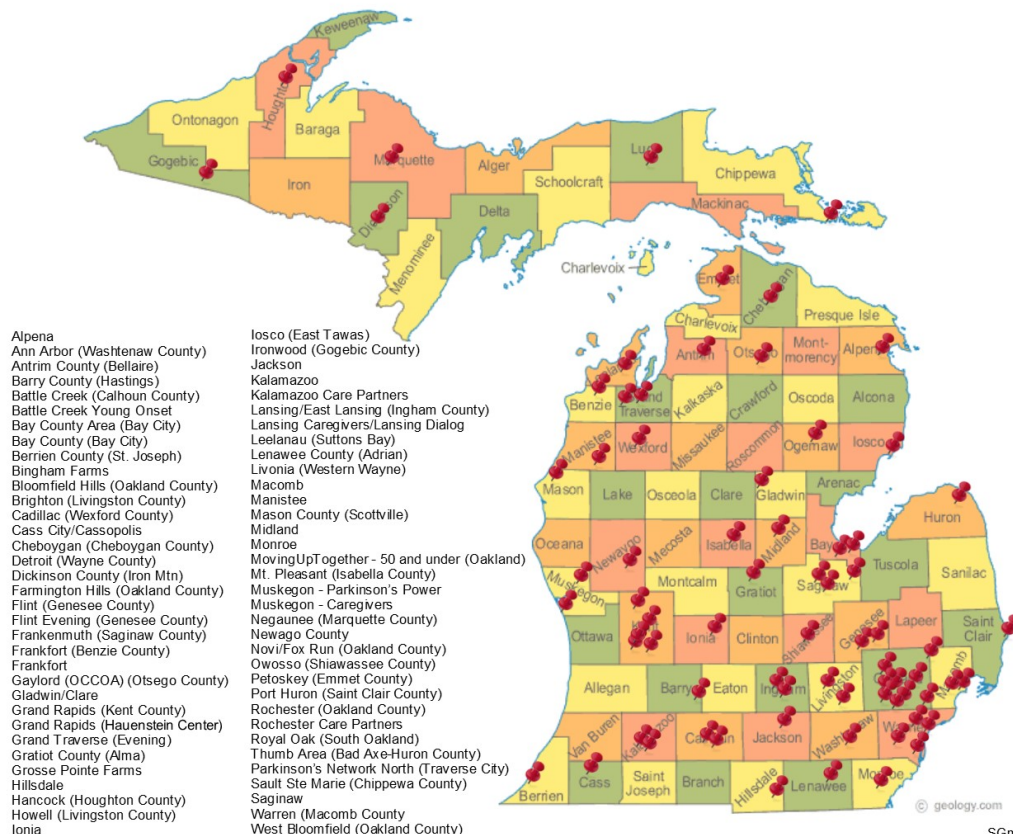 Keweenaw
Houghton
Ontonagon
Baraga
Gogebic
Marquette
Alger
Luce
Chippewa
Iron
Schoolcraft
Dickinson
Delta
Mackinac
Menominee
Charlevoix
Emmet
Cheboygan
Presque Isle
Charlevoix
Antrim
Otsego
Mont-
morency
Alpena
Leelanau
Benzie
Grand
Traverse
Kalkaska
Crawford
Oscoda
Alcona
Manistee
Wexford
Missaukee
Roscommon
Ogemaw
Iosco
Mason
Lake
Osceola
Clare
Gladwin
Arenac
Huron
Oceana
Newaygo
Mecosta
Isabella
Midland
Bay
Tuscola
Sanilac
Muskegon
Montcalm
Gratiot
Saginaw
Ottawa
Kent
Ionia
Clinton
Shiawassee
Genesee
Lapeer
Saint
Clair
Allegan
Barry
Eaton
Ingham
Livingston
Macomb
Van Buren
Kalamazoo
Calhoun
Jackson
Washtenaw
Wayne
Berrien
Cass
Saint
Joseph
Branch
Hillsdale
Lenawee
Monroe
Alpena
Ann Arbor (Washtenaw County)
Antrim County (Bellaire)
Barry County (Hastings)
Battle Creek (Calhoun County)
Battle Creek Young Onset
Bay County Area (Bay City)
Bay County (Bay City)
Berrien County (St. Joseph)
Bingham Farms
Bloomfield Hills (Oakland County)
Brighton (Livingston County)
Cadillac (Wexford County)
Cass City/Cassopolis
Cheboygan (Cheboygan County)
Detroit (Wayne County)
Dickinson County (Iron Mtn)
Farmington Hills (Oakland County)
Flint (Genesee County)
Flint Evening (Genesee County)
Frankenmuth (Saginaw County)
Frankfort (Benzie County)
Frankfort
Gaylord (OCCOA) (Otsego County)
Gladwin/Clare
Grand Rapids (Kent County)
Grand Rapids (Hauenstein Center)
Grand Traverse (Evening)
Gratiot County (Alma)
Grosse Pointe Farms
Hillsdale
Hancock (Houghton County)
Howell (Livingston County)
Ionia
Iosco (East Tawas)
Ironwood (Gogebic County)
Jackson
Kalamazoo
Kalamazoo Care Partners
Lansing/East Lansing (Ingham County)
Lansing Caregivers/Lansing Dialog
Leelanau (Suttons Bay)
Lenawee County (Adrian)
Livonia (Western Wayne)
Macomb
Manistee
Mason County (Scottville)
Midland
Monroe
MovingUpTogether - 50 and under (Oakland)
Mt. Pleasant (Isabella County)
Muskegon - Parkinson's Power
Muskegon - Caregivers
Negaunee (Marquette County)
Newago County
Novi/Fox Run (Oakland County)
Owosso (Shiawassee County)
Petoskey (Emmet County)
Port Huron (Saint Clair County)
Rochester (Oakland County)
Rochester Care Partners
Royal Oak (South Oakland)
Thumb Area (Bad Axe-Huron County)
Parkinson's Network North (Traverse City)
Sault Ste Marie (Chippewa County)
Saginaw
Warren (Macomb County
West Bloomfield (Oakland County)
© geology.com